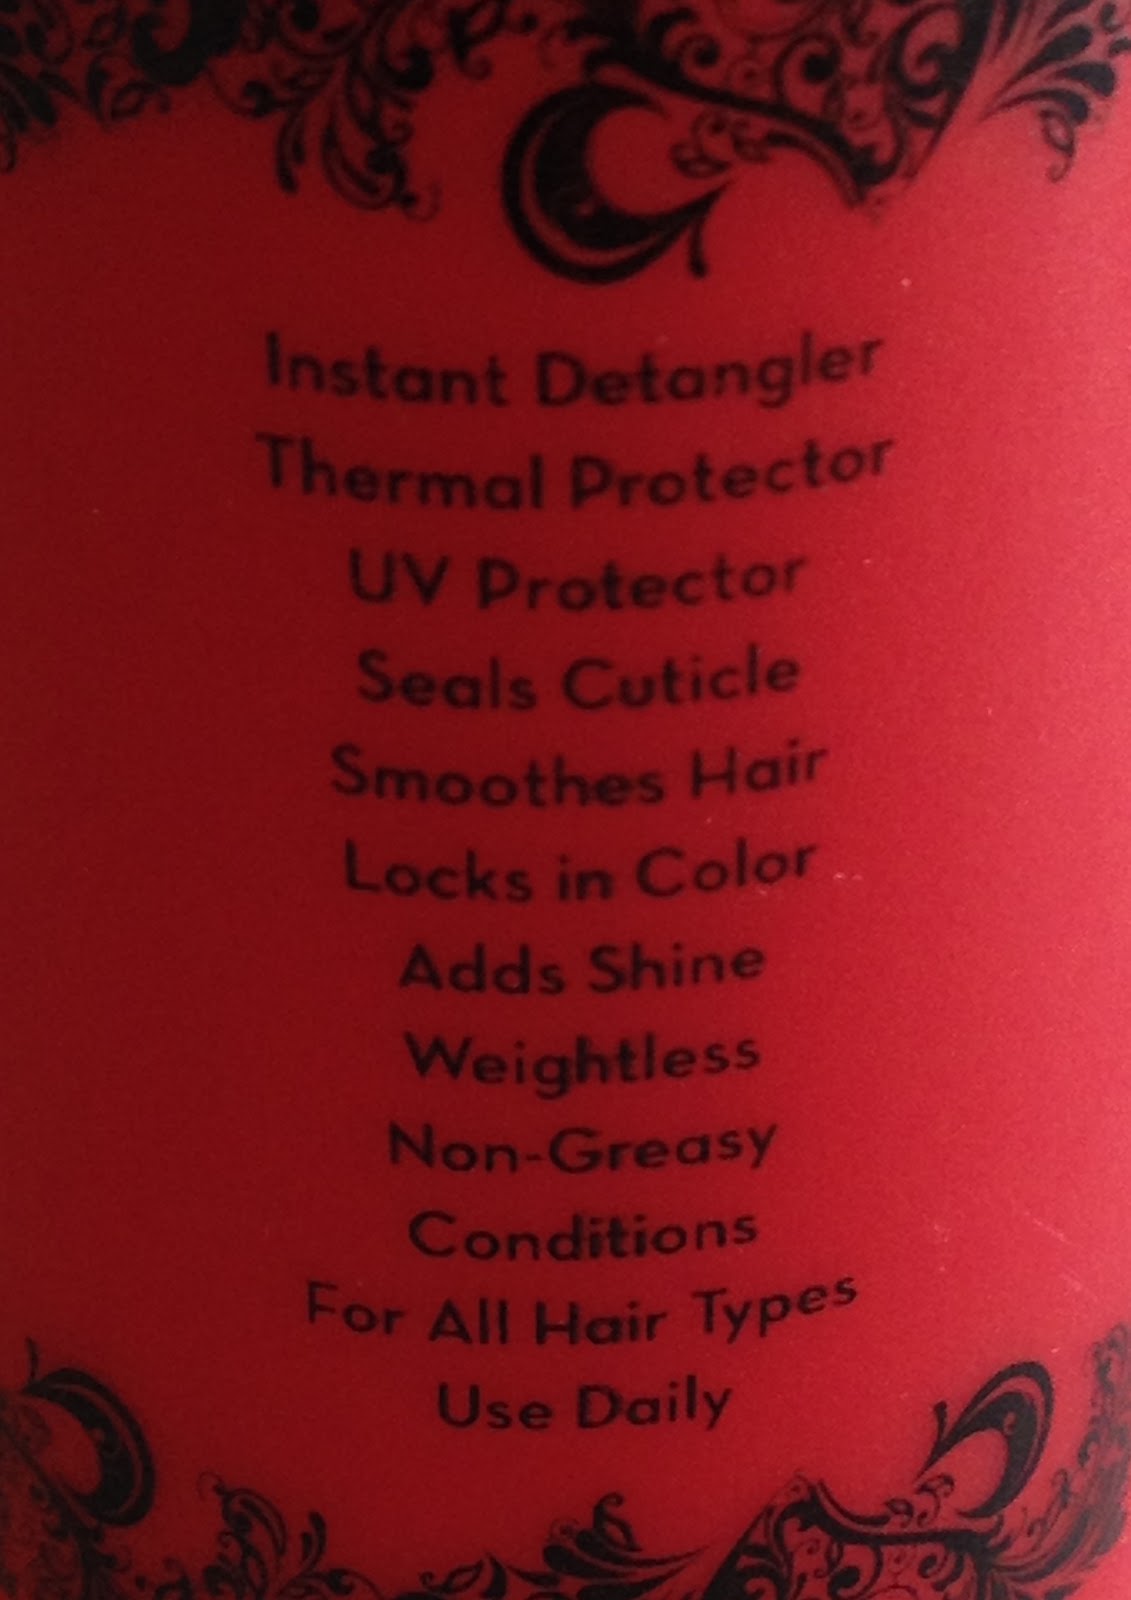 Instant Detangler
Thermal Protector
UV Protector
Seals Cuticle
Smoothes Hair
Locks in Color
Adds Shine
Weightless
Non-Greasy
Conditions
For All Hair Types
Use Daily